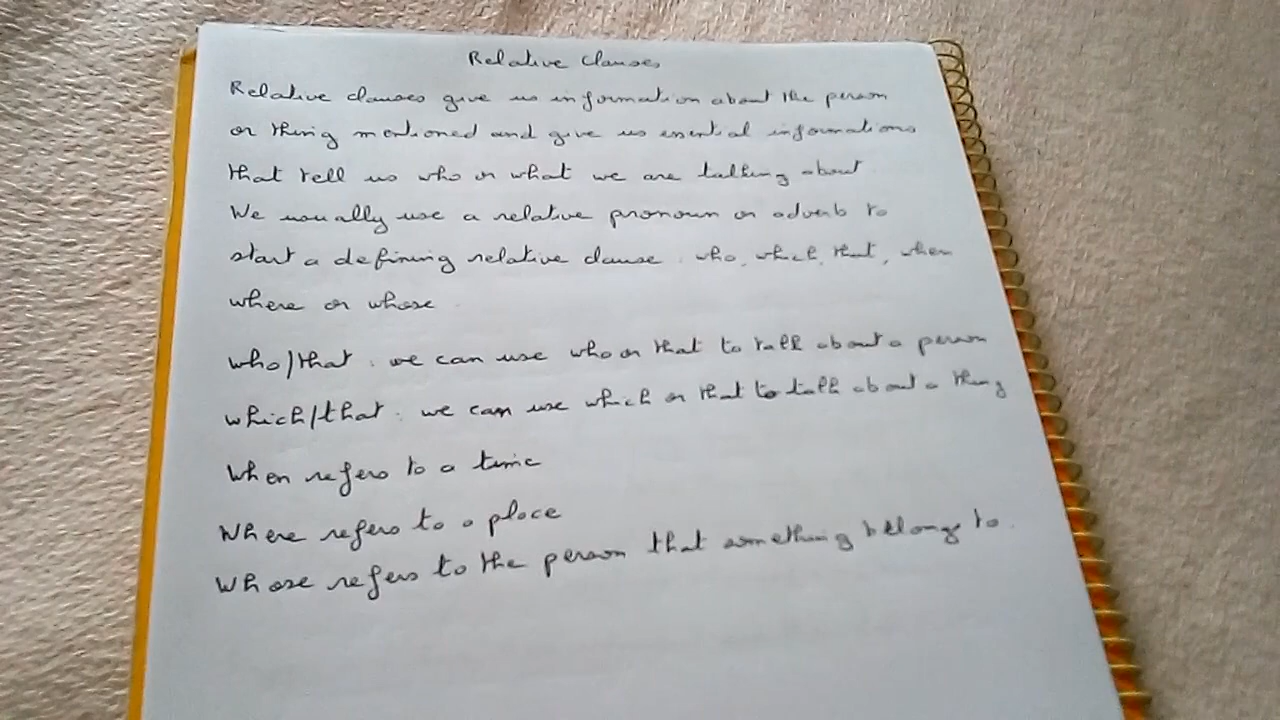 Relative Clauses
Relative clauses give us information about the person
or thing mentioned and give us essential informations
that tell us who or what we are talking about
We usually use a relative pronoun or adverb to
start a defining relative clause : who, which, that, when
where or whose
who/that : we can use who or that to talk about a person
which/that : we can use which or that to talk about a thing
When refers to a time
Where refers to a place
Whose refers to the person that something belongs to.